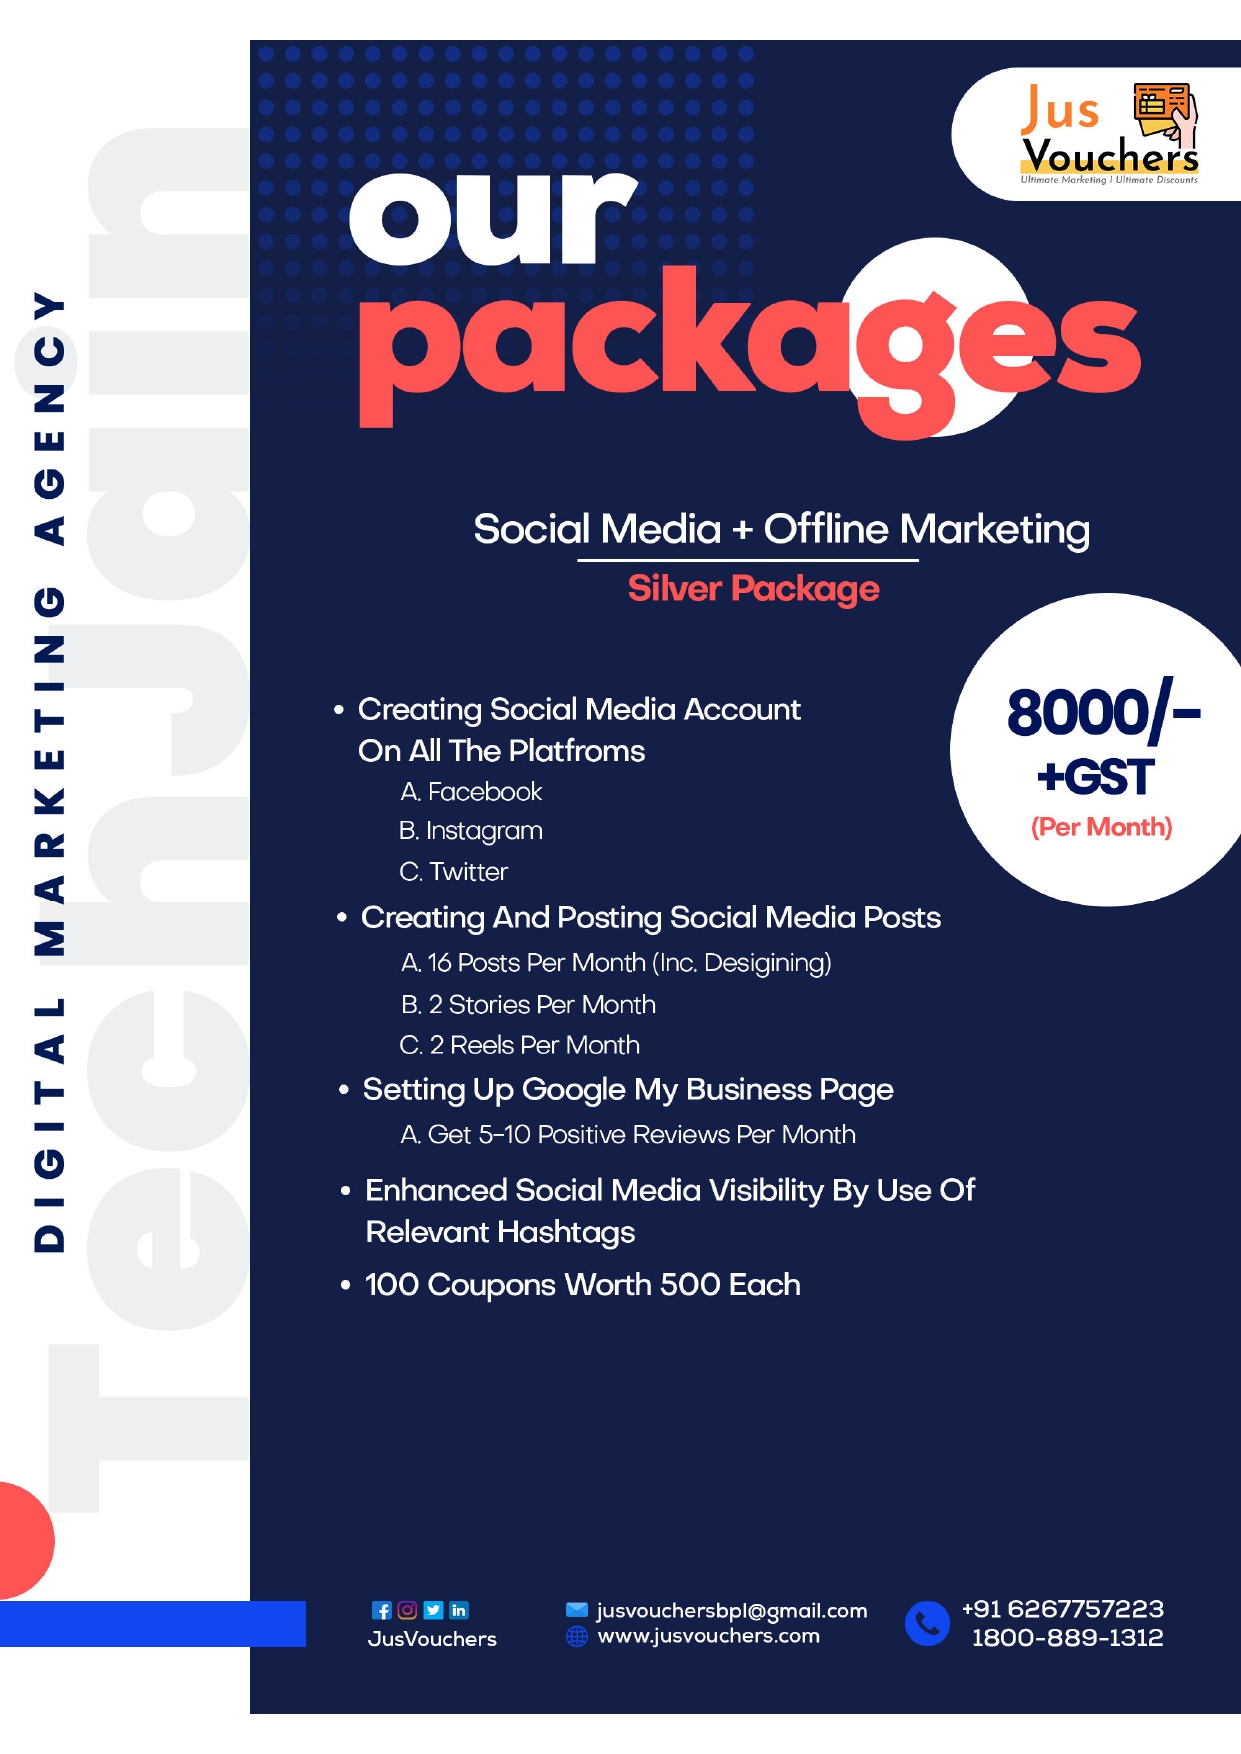 Jus
Vouchers
Ultimate Marketing | Ultimate Discounts
our
packages
Social Media + Offline Marketing
Silver Package
8000/-
+GST
(Per Month)
• Creating Social Media Account
On All The Platfroms
A. Facebook
B. Instagram
C. Twitter
• Creating And Posting Social Media Posts
A. 16 Posts Per Month (Inc. Desigining)
B. 2 Stories Per Month
C. 2 Reels Per Month
• Setting Up Google My Business Page
A. Get 5-10 Positive Reviews Per Month
• Enhanced Social Media Visibility By Use Of
Relevant Hashtags
• 100 Coupons Worth 500 Each
JusVouchers
jusvouchersbpl@gmail.com
www.jusvouchers.com
+91 6267757223
1800-889-1312
DIGITAL MARKETING AGENCY
TechJain